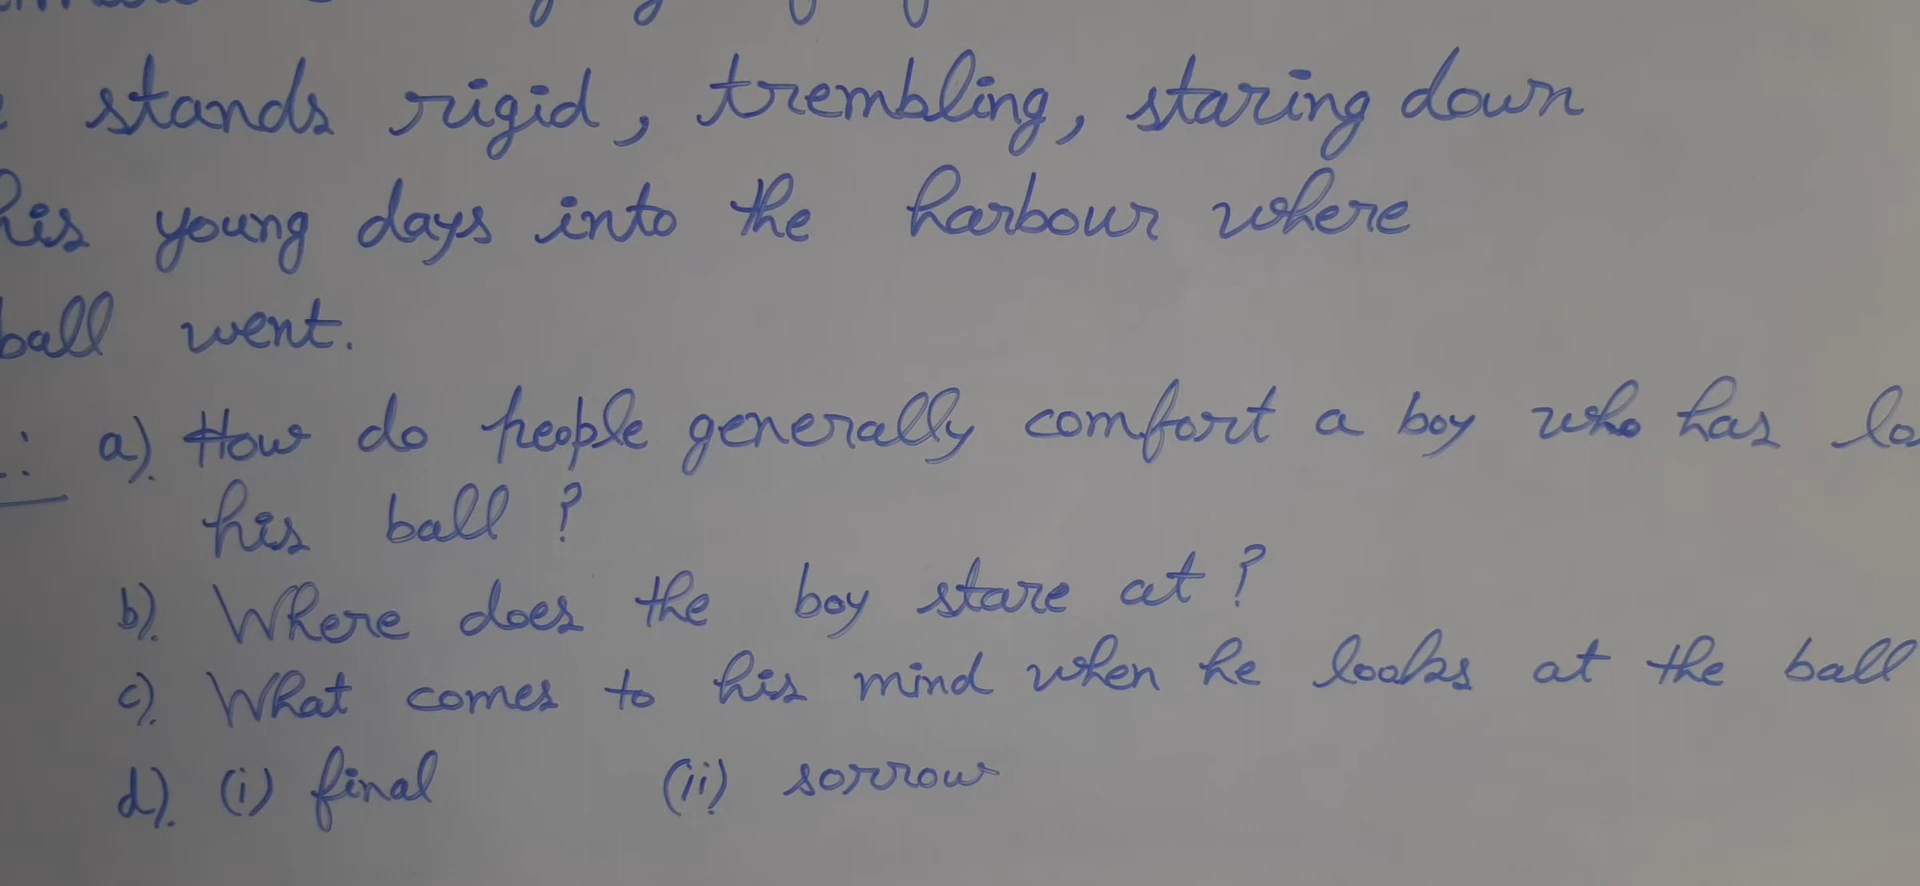 stands rigid, trembling, staring down
his young days into the harbour where
ball went.
a). How do people generally comfort a boy who has
his ball ?
b). Where does the boy stare at ?
c). What comes to his mind when he looks at the ball
d). (i) final (ii) sorrow